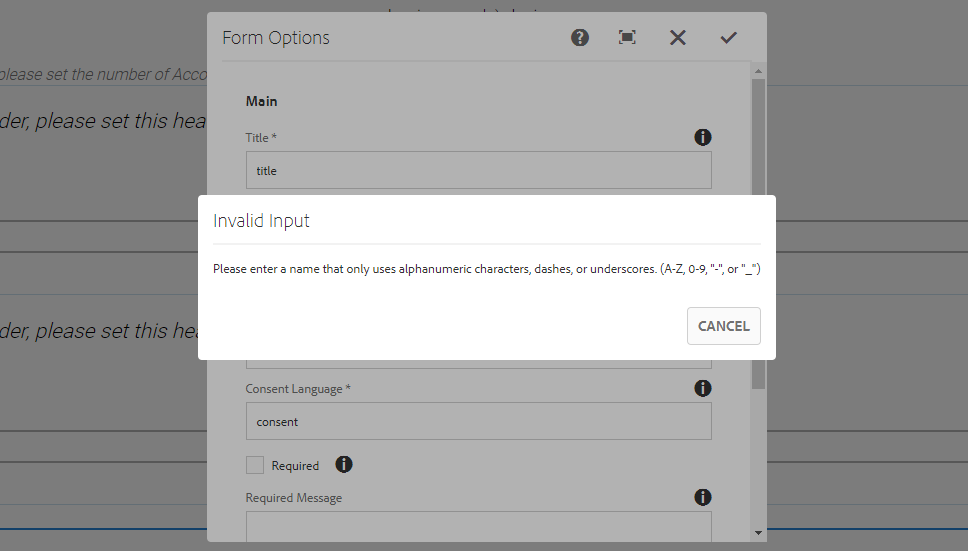 Form Options
please set the number of Acco
Main
der, please set this hea
Title *
title
Invalid Input
Please enter a name that only uses alphanumeric characters, dashes, or underscores. (A-Z, 0-9, "-", or "_")
CANCEL
der, please set this hea
Consent Language *
consent
Required
Required Message